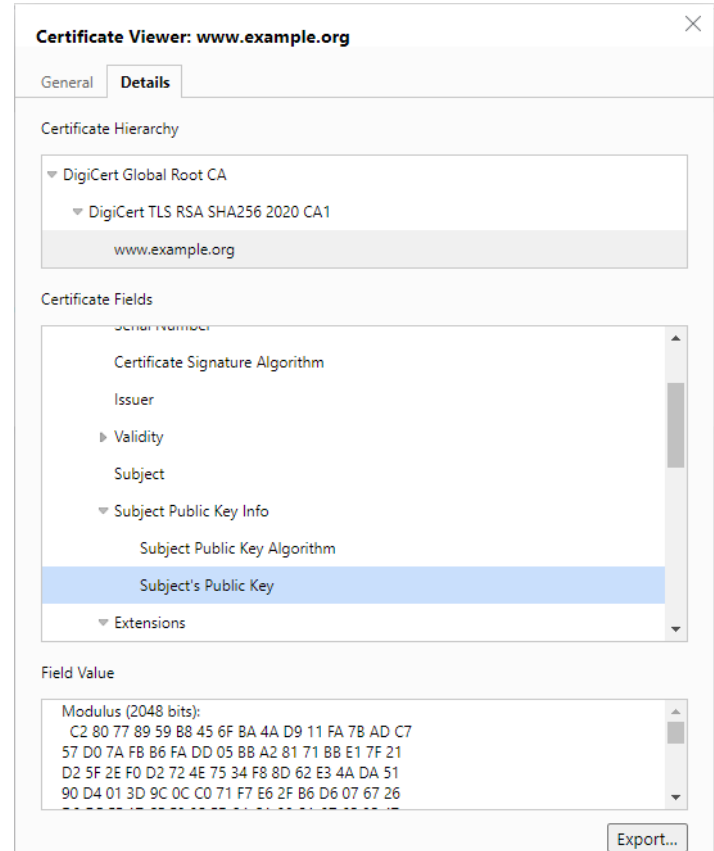 Certificate Viewer: www.example.org
General Details
Certificate Hierarchy
DigiCert Global Root CA
DigiCert TLS RSA SHA256 2020 CA1
www.example.org
Certificate Fields
Serial Number
Certificate Signature Algorithm
Issuer
Validity
Subject
Subject Public Key Info
Subject Public Key Algorithm
Subject's Public Key
Extensions
Field Value
Modulus (2048 bits):
C2 80 77 89 59 B8 45 6F BA 4A D9 11 FA 7B AD C7
57 D0 7A FB B6 FA DD 05 BB A2 81 71 BB E1 7F 21
D2 5F 2E F0 D2 72 4E 75 34 F8 8D 62 E3 4A DA 51
90 D4 01 3D 9C 0C C0 71 F7 E6 2F B6 D6 07 67 26
Export...